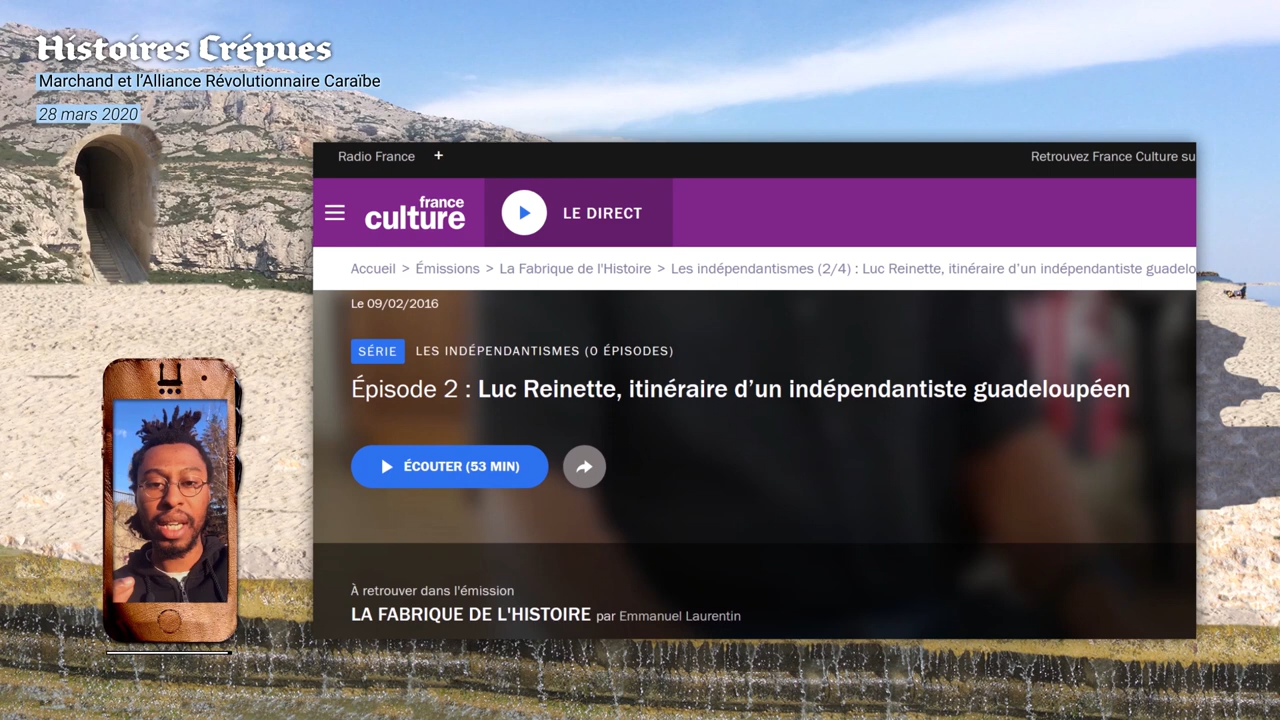 Histoires Crépues
Marchand et l'Alliance Révolutionnaire Caraïbe
28 mars 2020
Radio France +
Retrouvez France Culture su
france
culture
LE DIRECT
Accueil > Émissions > La Fabrique de l'Histoire > Les indépendantismes (2/4) : Luc Reinette, itinéraire d'un indépendantiste guadelo
Le 09/02/2016
SÉRIE LES INDÉPENDANTISMES (0 ÉPISODES)
Épisode 2 : Luc Reinette, itinéraire d'un indépendantiste guadeloupéen
ÉCOUTER (53 MIN)
À retrouver dans l'émission
LA FABRIQUE DE L'HISTOIRE par Emmanuel Laurentin